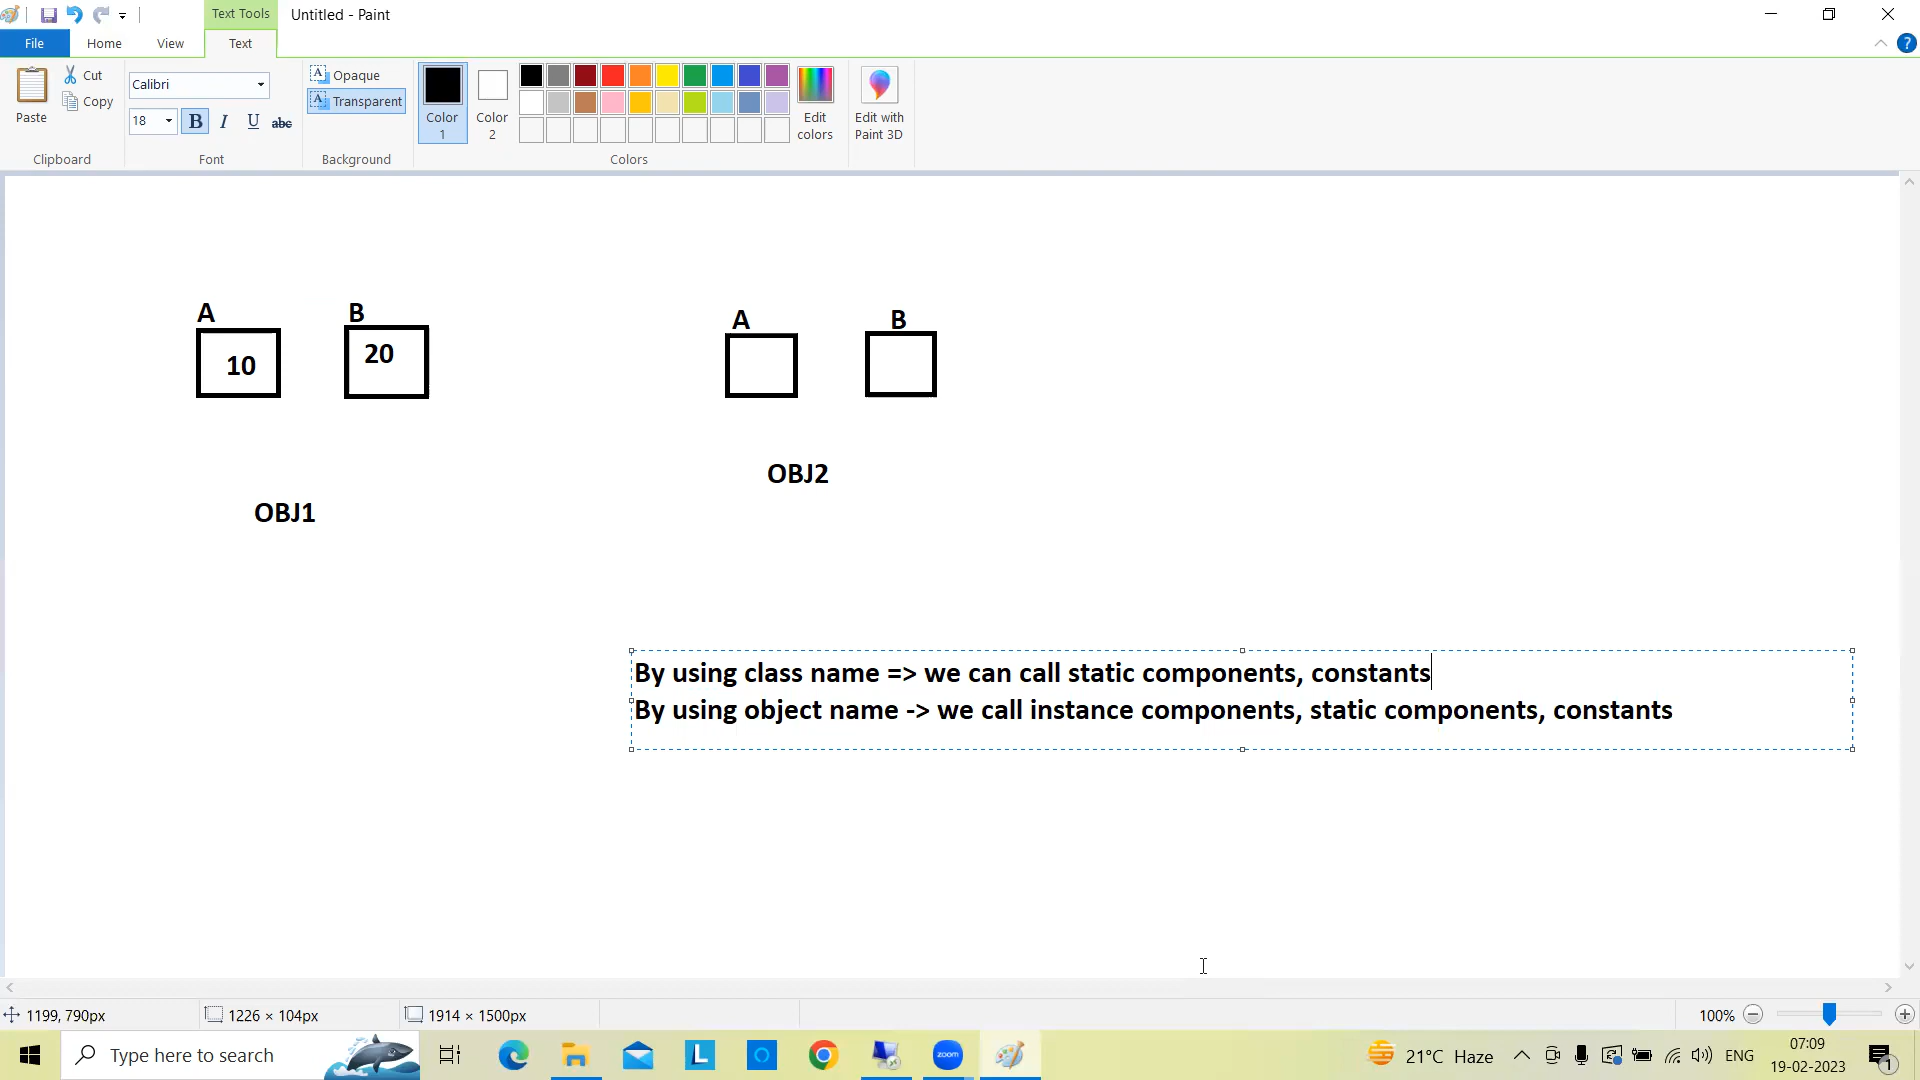 Text Tools
Untitled - Paint
File
Home
View
Text
Paste
Cut
Copy
Clipboard
Calibri
18
B I U abc
Font
Opaque
Transparent
Background
Color 1
Color 2
Colors
Edit colors
Edit with Paint 3D
A
B
10
20
OBJ1
A
B
OBJ2
By using class name => we can call static components, constants
By using object name -> we call instance components, static components, constants
1199, 790px
1226 × 104px
1914 × 1500px
100%
Type here to search
L
zoom
21°C Haze
ENG
07:09
19-02-2023
1